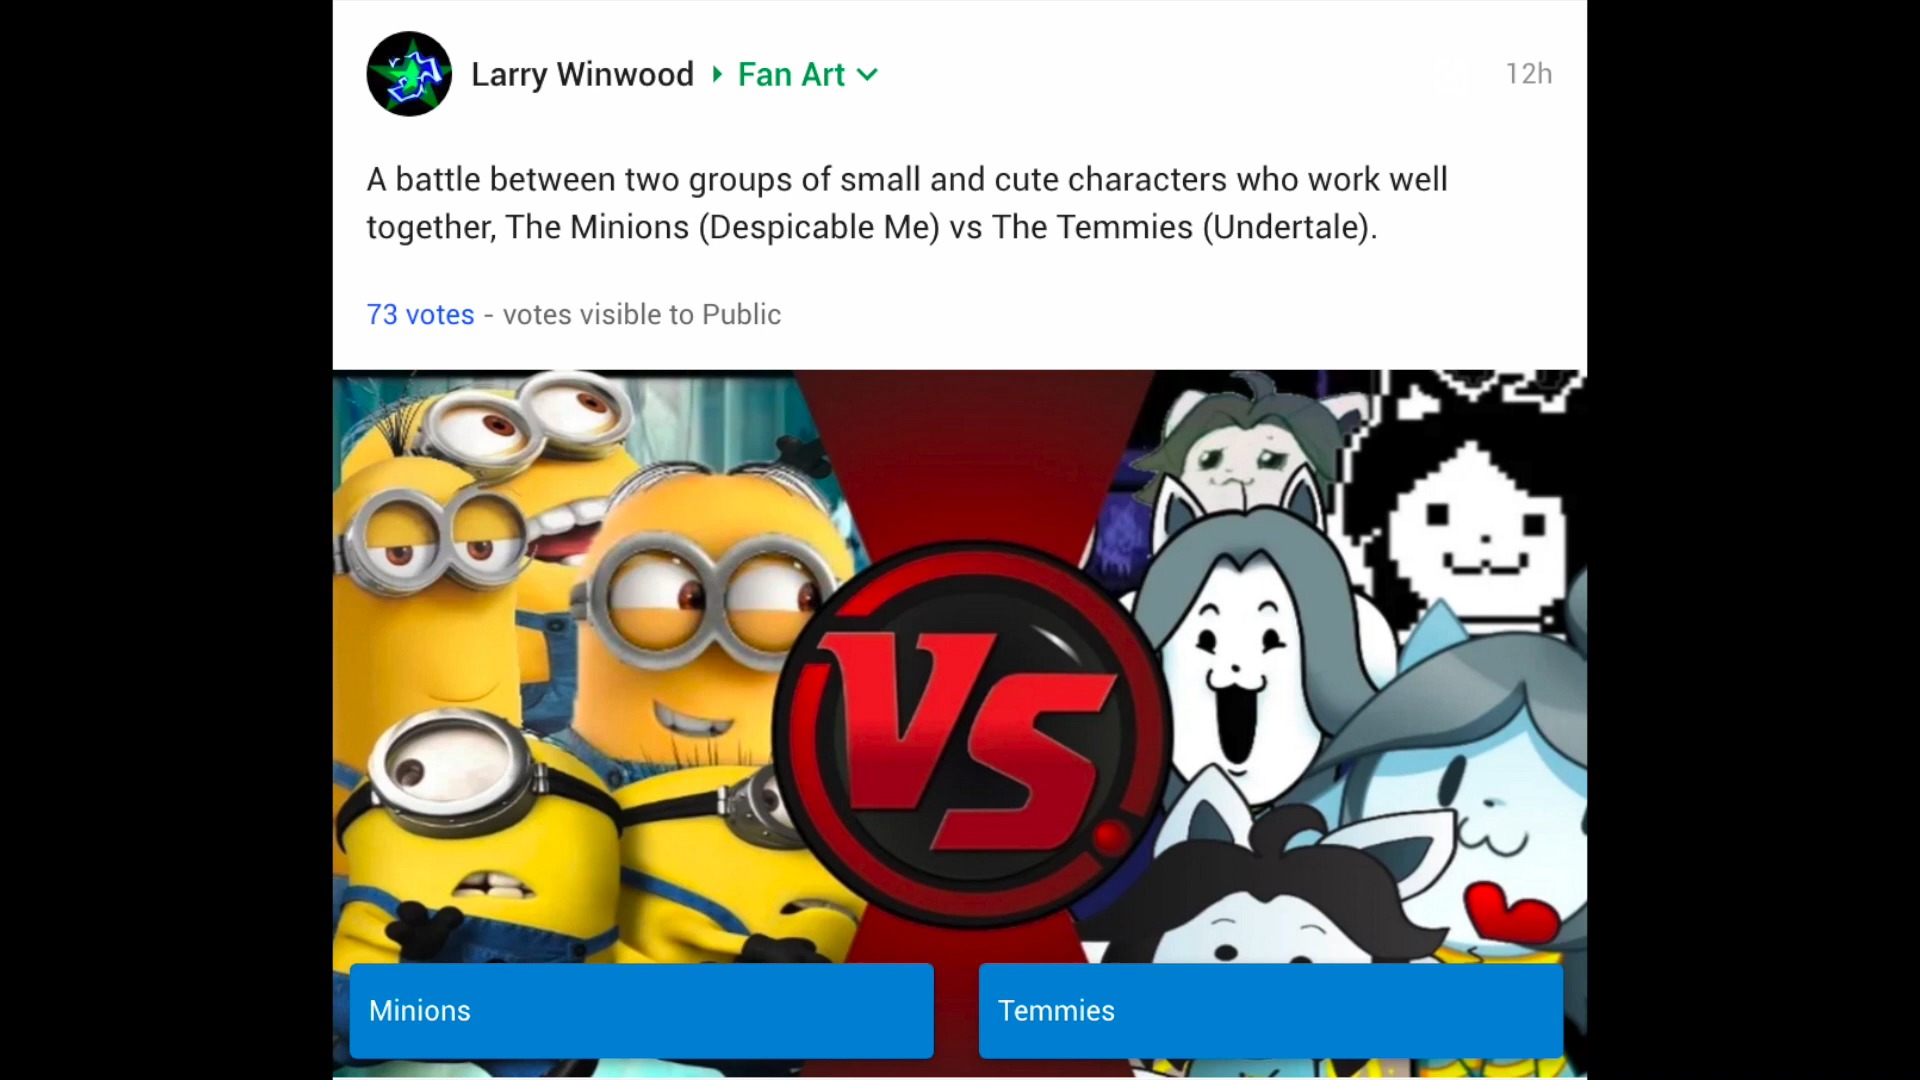 Larry Winwood ▸ Fan Art
12h
A battle between two groups of small and cute characters who work well
together, The Minions (Despicable Me) vs The Temmies (Undertale).
73 votes - votes visible to Public
VS
Minions
Temmies